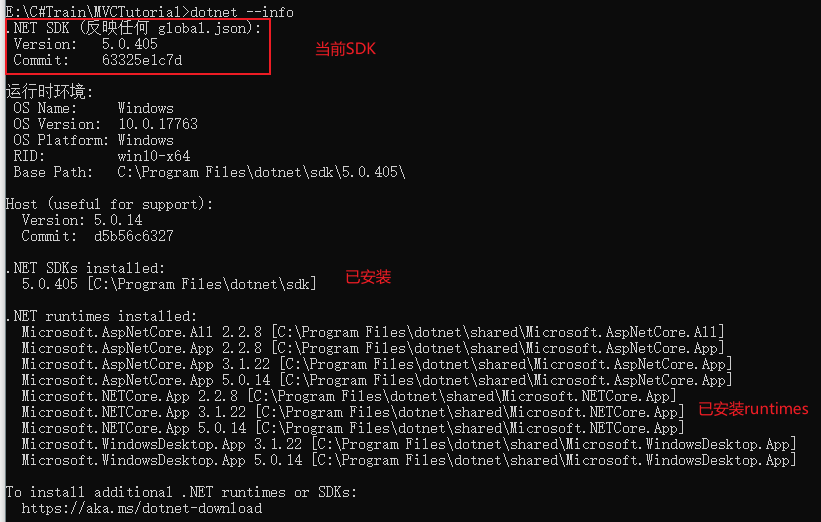 E:\C#Train\MVCTutorial>dotnet --info
.NET SDK (反映任何 global.json):
Version: 5.0.405
Commit: 63325e1c7d
当前SDK
运行时环境:
OS Name: Windows
OS Version: 10.0.17763
OS Platform: Windows
RID: win10-x64
Base Path: C:\Program Files\dotnet\sdk\5.0.405\
Host (useful for support):
Version: 5.0.14
Commit: d5b56c6327
.NET SDKs installed:
5.0.405 [C:\Program Files\dotnet\sdk]
已安装
.NET runtimes installed:
Microsoft.AspNetCore.All 2.2.8 [C:\Program Files\dotnet\shared\Microsoft.AspNetCore.All]
Microsoft.AspNetCore.App 2.2.8 [C:\Program Files\dotnet\shared\Microsoft.AspNetCore.App]
Microsoft.AspNetCore.App 3.1.22 [C:\Program Files\dotnet\shared\Microsoft.AspNetCore.App]
Microsoft.AspNetCore.App 5.0.14 [C:\Program Files\dotnet\shared\Microsoft.AspNetCore.App]
Microsoft.NETCore.App 2.2.8 [C:\Program Files\dotnet\shared\Microsoft.NETCore.App]
Microsoft.NETCore.App 3.1.22 [C:\Program Files\dotnet\shared\Microsoft.NETCore.App]
Microsoft.NETCore.App 5.0.14 [C:\Program Files\dotnet\shared\Microsoft.NETCore.App]
已安装runtimes
Microsoft.WindowsDesktop.App 3.1.22 [C:\Program Files\dotnet\shared\Microsoft.WindowsDesktop.App]
Microsoft.WindowsDesktop.App 5.0.14 [C:\Program Files\dotnet\shared\Microsoft.WindowsDesktop.App]
To install additional .NET runtimes or SDKs:
https://aka.ms/dotnet-download